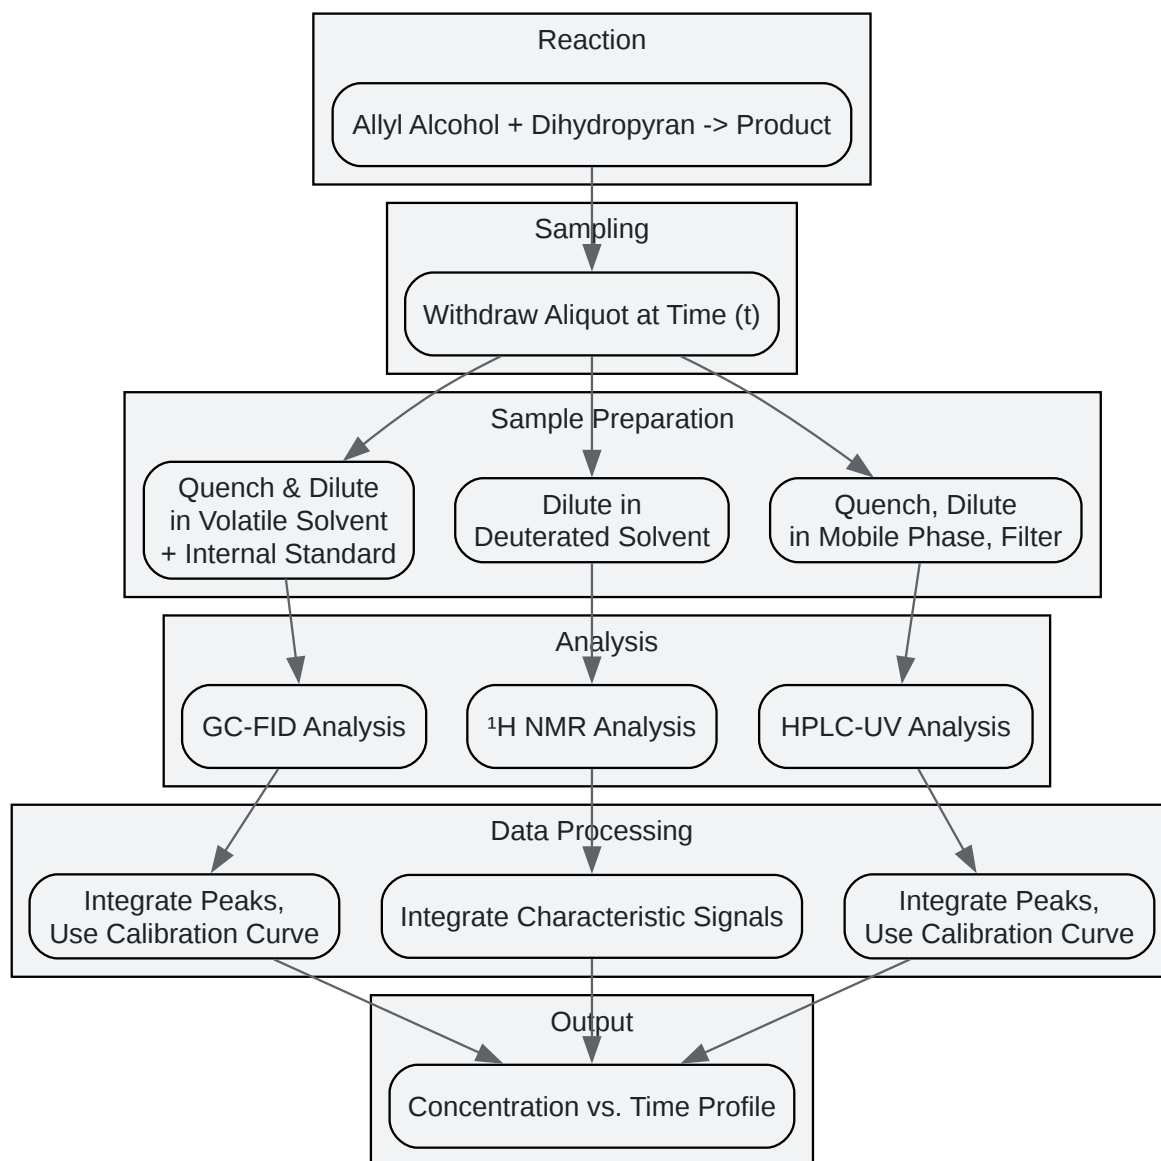 Reaction
Allyl Alcohol + Dihydropyran -> Product
Sampling
Withdraw Aliquot at Time (t)
Sample Preparation
Quench & Dilute
in Volatile Solvent
+ Internal Standard
Dilute in
Deuterated Solvent
Quench, Dilute
in Mobile Phase, Filter
Analysis
GC-FID Analysis
¹H NMR Analysis
HPLC-UV Analysis
Data Processing
Integrate Peaks,
Use Calibration Curve
Integrate Characteristic Signals
Integrate Peaks,
Use Calibration Curve
Output
Concentration vs. Time Profile